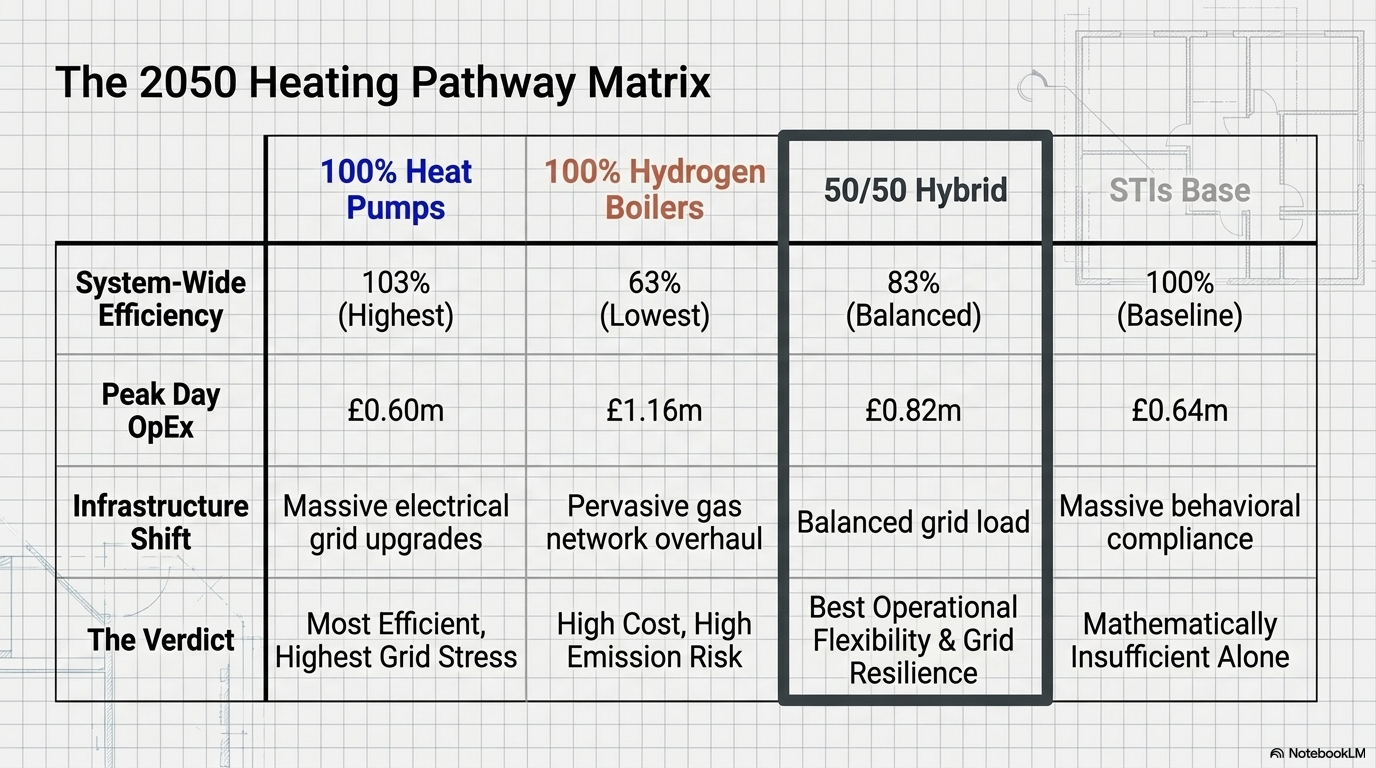 The 2050 Heating Pathway Matrix
100% Heat
Pumps
100% Hydrogen
Boilers
50/50 Hybrid
STIs Base
System-Wide
Efficiency
103%
(Highest)
63%
(Lowest)
83%
(Balanced)
100%
(Baseline)
Peak Day
OpEx
£0.60m
£1.16m
£0.82m
£0.64m
Infrastructure
Shift
Massive electrical
grid upgrades
Pervasive gas
network overhaul
Balanced grid load
Massive behavioral
compliance
The Verdict
Most Efficient,
Highest Grid Stress
High Cost, High
Emission Risk
Best Operational
Flexibility & Grid
Resilience
Mathematically
Insufficient Alone
NotebookLM